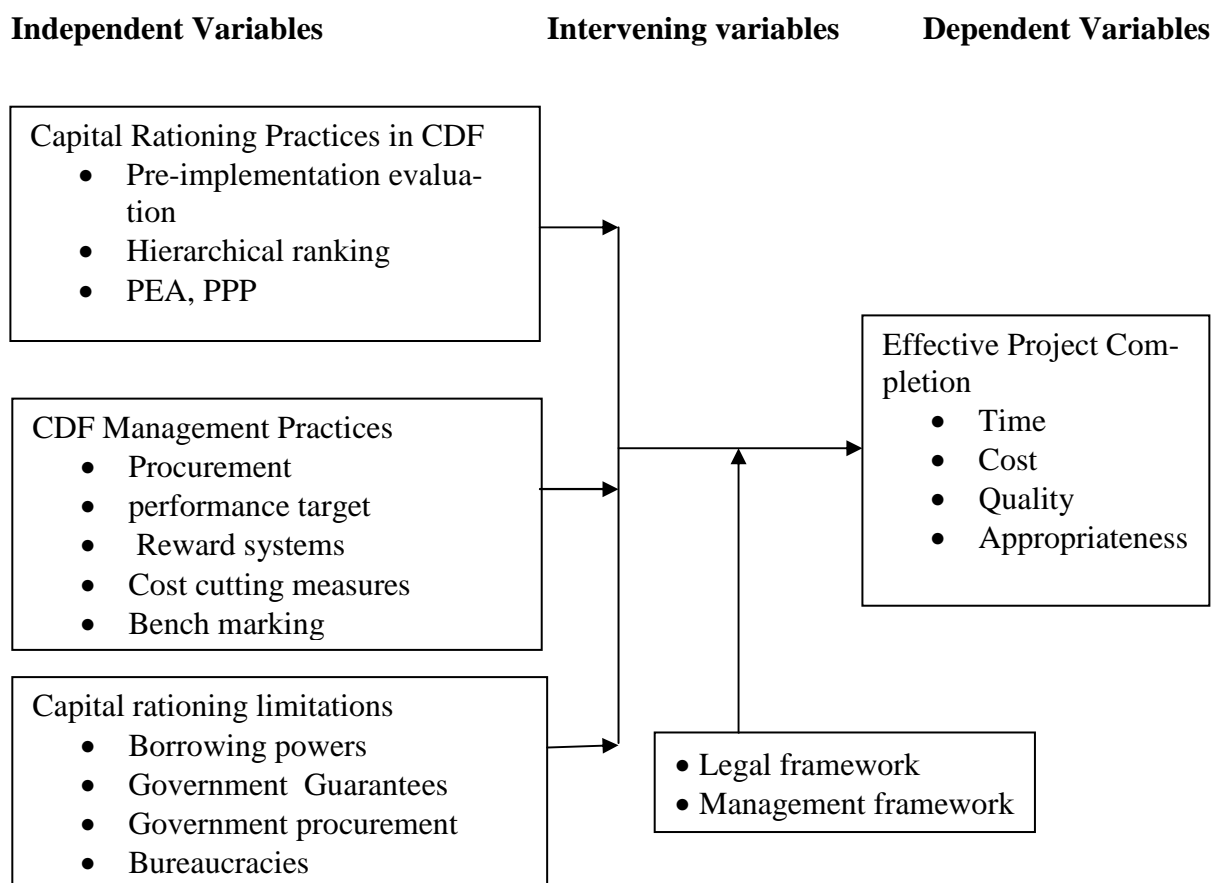 Independent Variables Intervening variables Dependent Variables
Capital Rationing Practices in CDF
• Pre-implementation evalua-
tion
• Hierarchical ranking
• PEA, PPP
CDF Management Practices
• Procurement
• performance target
• Reward systems
• Cost cutting measures
• Bench marking
Capital rationing limitations
• Borrowing powers
• Government Guarantees
• Government procurement
• Bureaucracies
• Legal framework
• Management framework
Effective Project Com-
pletion
• Time
• Cost
• Quality
• Appropriateness